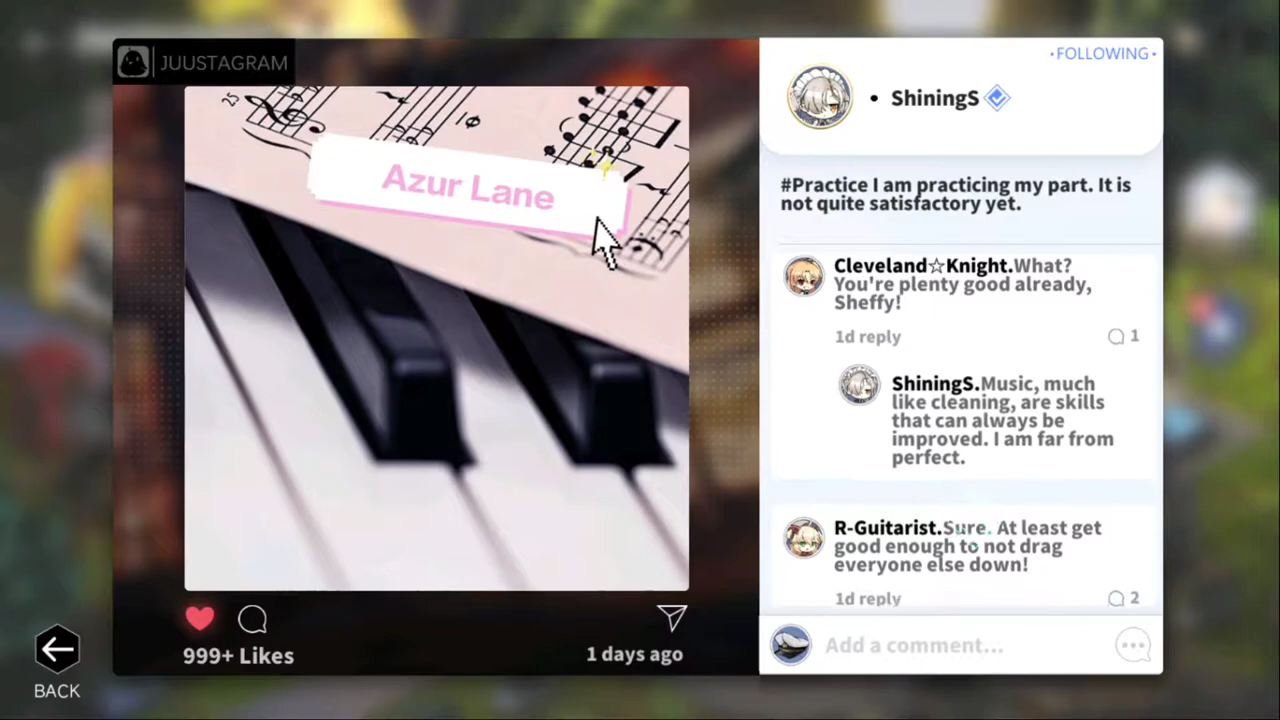 JUUSTAGRAM
25
Azur Lane
999+ Likes
1 days ago
BACK
•FOLLOWING•
• ShiningS
#Practice I am practicing my part. It is
not quite satisfactory yet.
Cleveland☆Knight.What?
You're plenty good already,
Sheffy!
1d reply
1
ShiningS.Music, much
like cleaning, are skills
that can always be
improved. I am far from
perfect.
R-Guitarist.Sure. At least get
good enough to not drag
everyone else down!
1d reply
2
Add a comment...